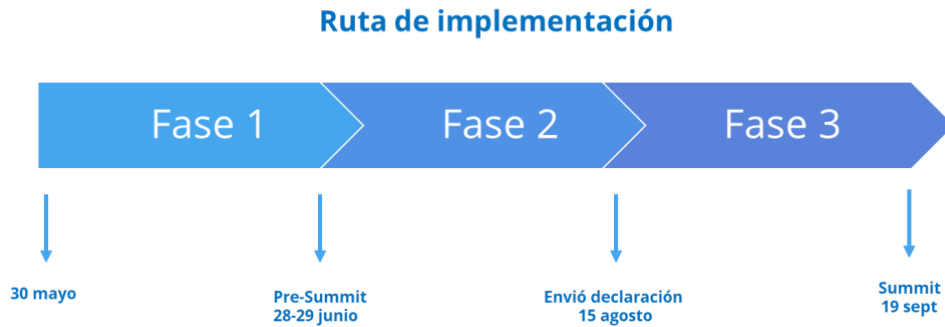 Ruta de implementación
Fase 1
Fase 2
Fase 3
30 mayo
Pre-Summit
28-29 junio
Envió declaración
15 agosto
Summit
19 sept